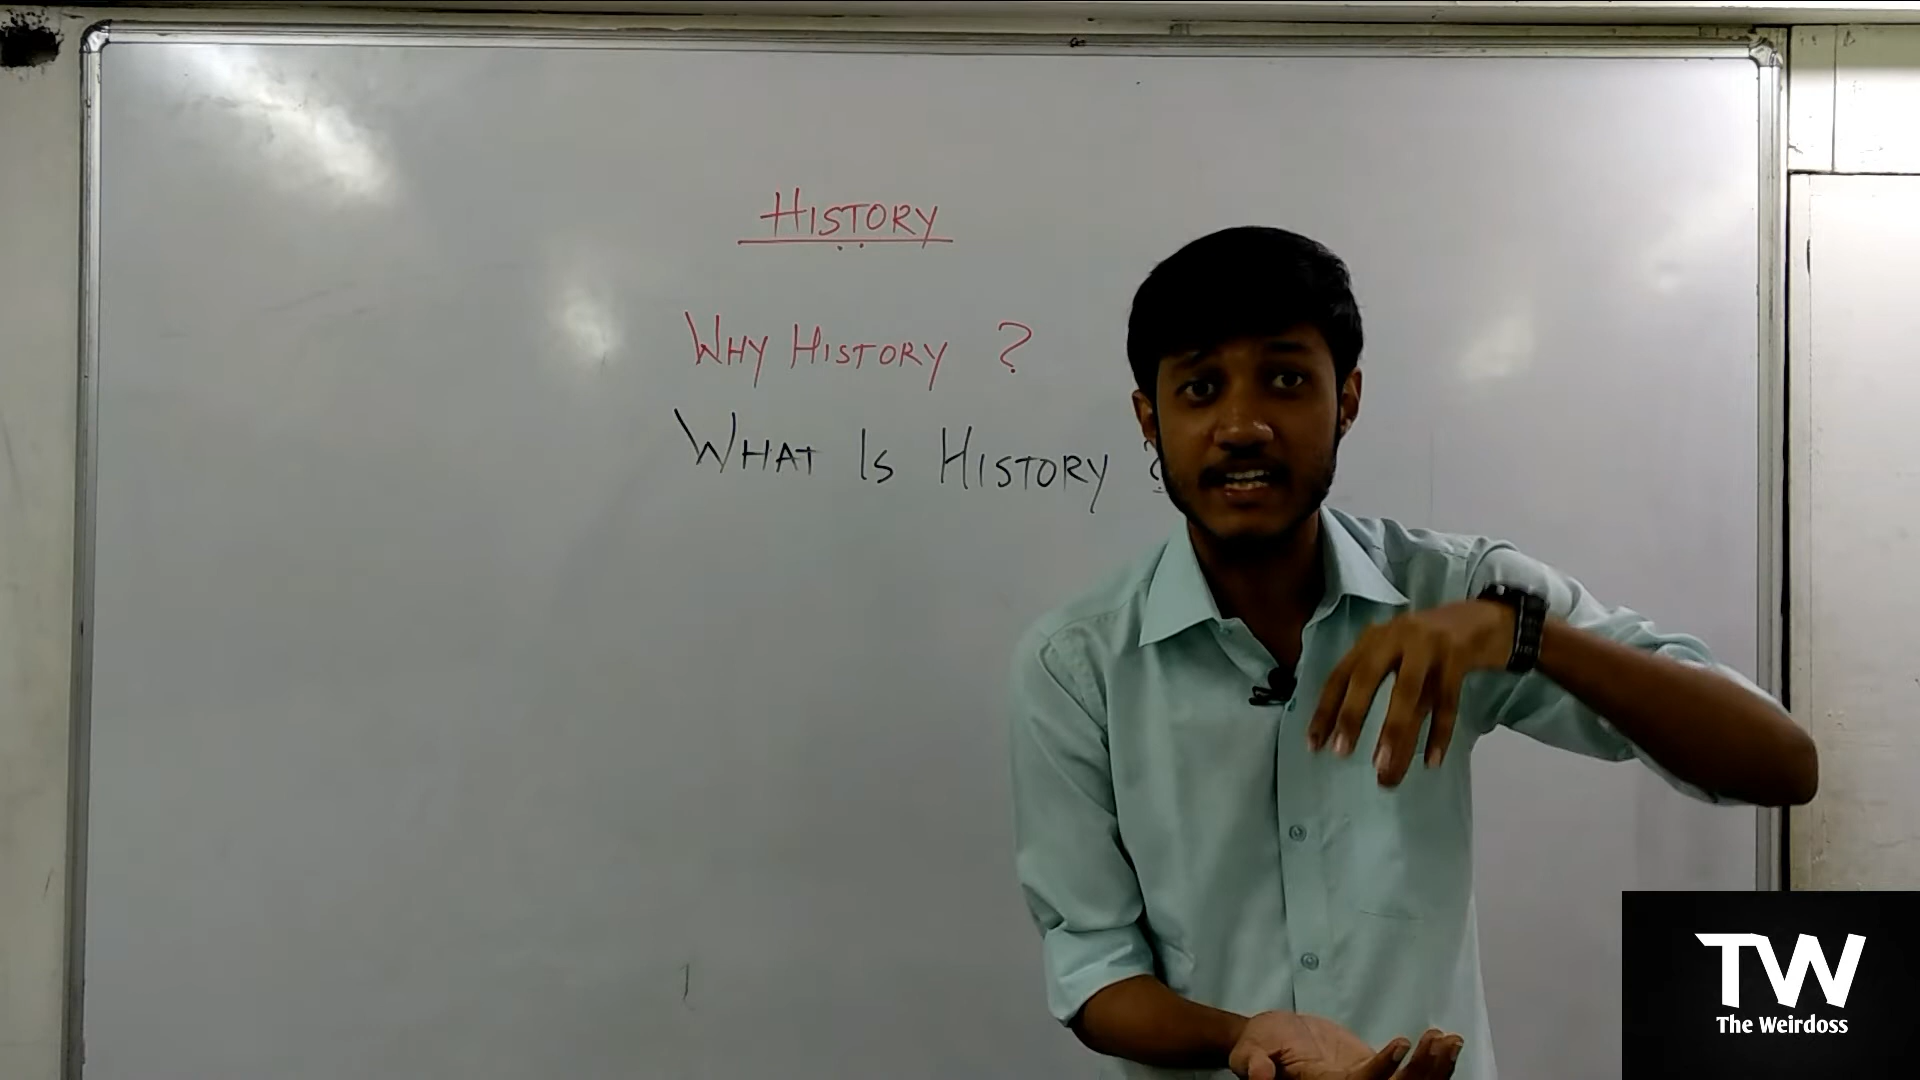 HISTORY
WHY HISTORY ?
WHAT IS HISTORY ?
TW
The Weirdoss